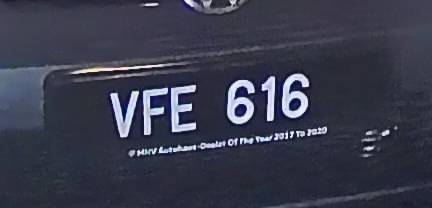 VFE 616
@ MHV Autohaus-Dealer Of The Year 2017 To 2020